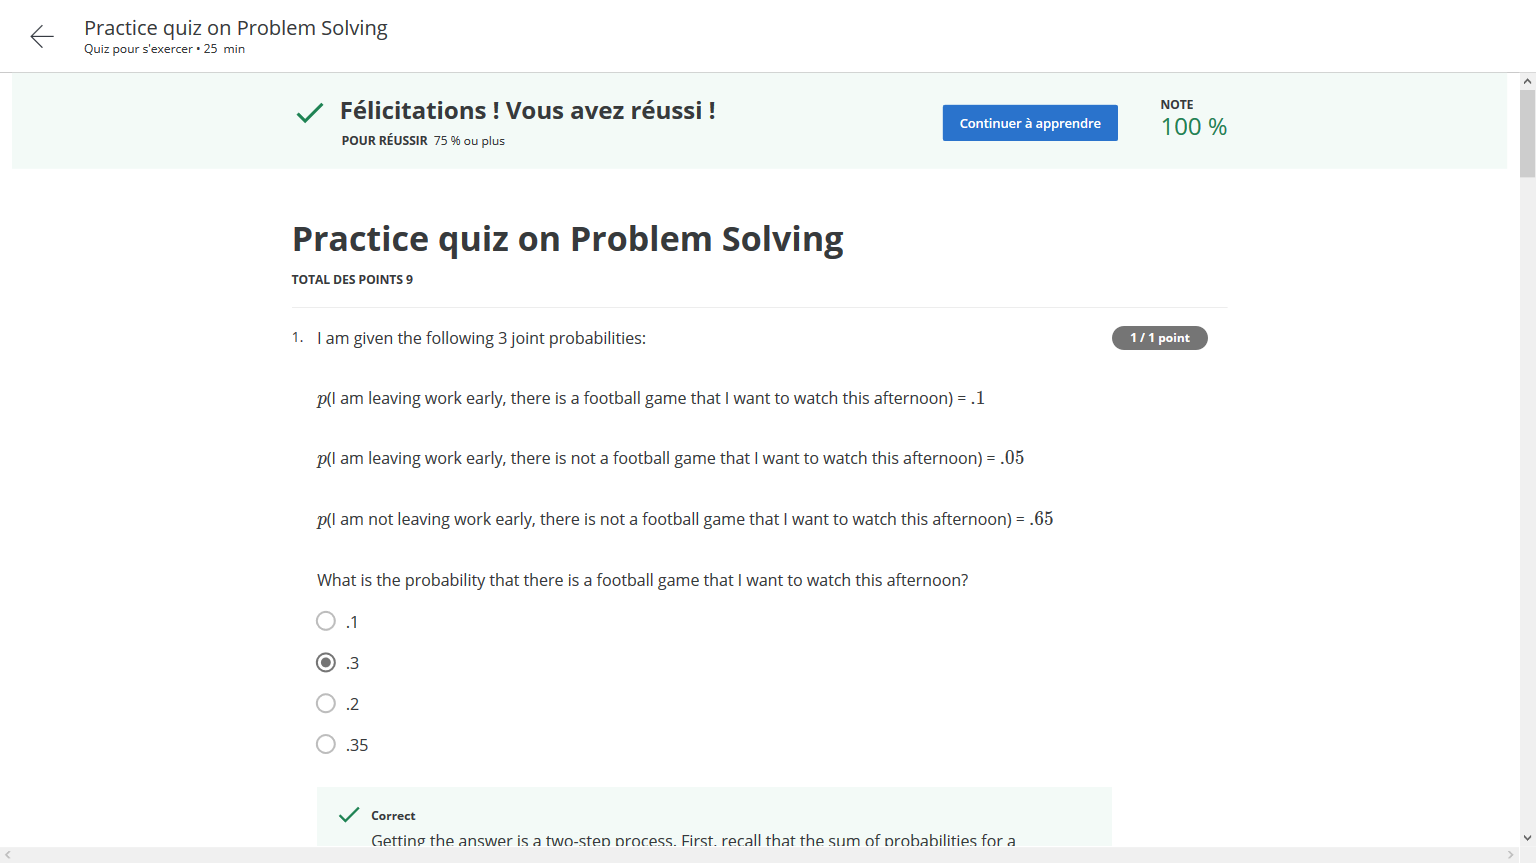 Practice quiz on Problem Solving
Quiz pour s'exercer • 25 min
Félicitations ! Vous avez réussi !
POUR RÉUSSIR 75 % ou plus
Continuer à apprendre
NOTE
100 %
Practice quiz on Problem Solving
TOTAL DES POINTS 9
1. I am given the following 3 joint probabilities:
1 / 1 point
p(I am leaving work early, there is a football game that I want to watch this afternoon) = .1
p(I am leaving work early, there is not a football game that I want to watch this afternoon) = .05
p(I am not leaving work early, there is not a football game that I want to watch this afternoon) = .65
What is the probability that there is a football game that I want to watch this afternoon?
.1
.3
.2
.35
Correct
Getting the answer is a two-step process. First, recall that the sum of probabilities for a